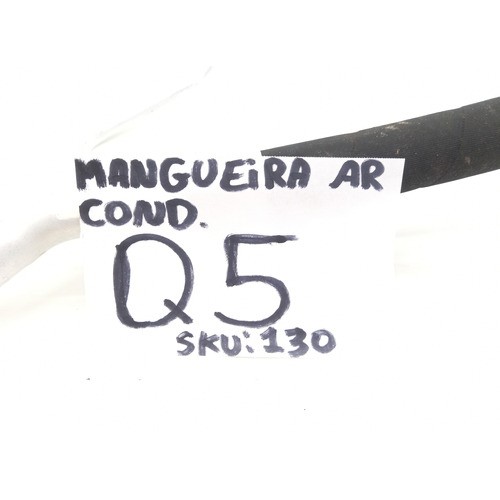 MANGUEiRA AR
COND.
Q5
SKU:130